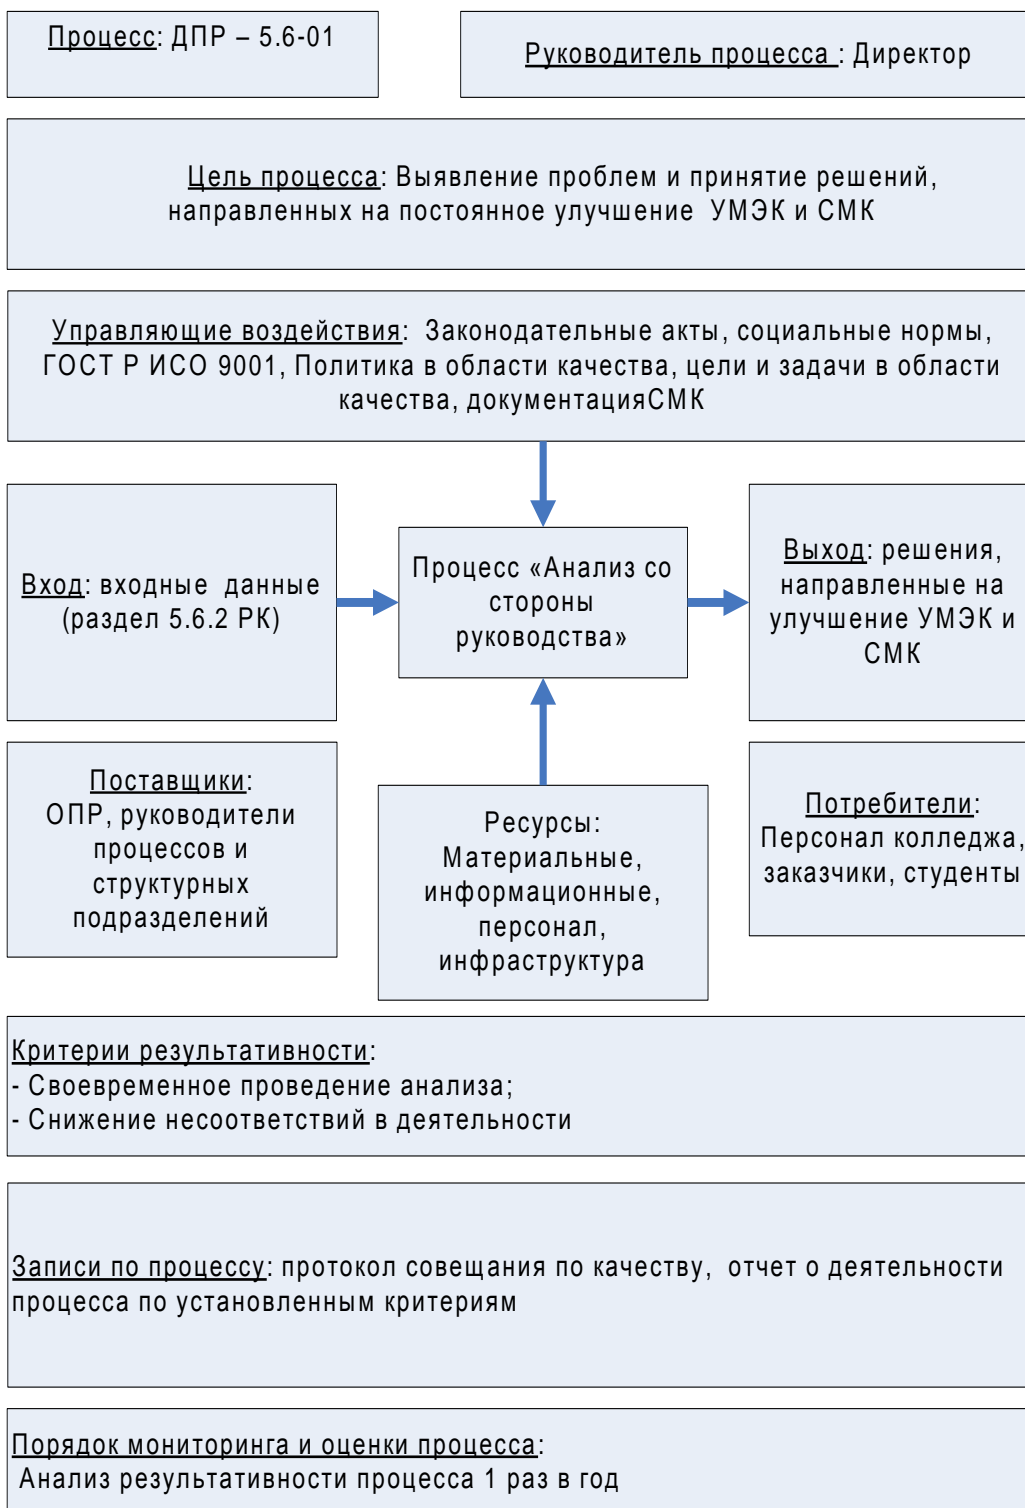 Процесс: ДПР – 5.6-01
Руководитель процесса : Директор
Цель процесса: Выявление проблем и принятие решений,
направленных на постоянное улучшение УМЭК и СМК
Управляющие воздействия: Законодательные акты, социальные нормы,
ГОСТ Р ИСО 9001, Политика в области качества, цели и задачи в области
качества, документацияСМК
Вход: входные данные
(раздел 5.6.2 РК)
Процесс «Анализ со
стороны
руководства»
Выход: решения,
направленные на
улучшение УМЭК и
СМК
Поставщики:
ОПР, руководители
процессов и
структурных
подразделений
Ресурсы:
Материальные,
информационные,
персонал,
инфраструктура
Потребители:
Персонал колледжа,
заказчики, студенты
Критерии результативности:
- Своевременное проведение анализа;
- Снижение несоответствий в деятельности
Записи по процессу: протокол совещания по качеству, отчет о деятельности
процесса по установленным критериям
Порядок мониторинга и оценки процесса:
Анализ результативности процесса 1 раз в год